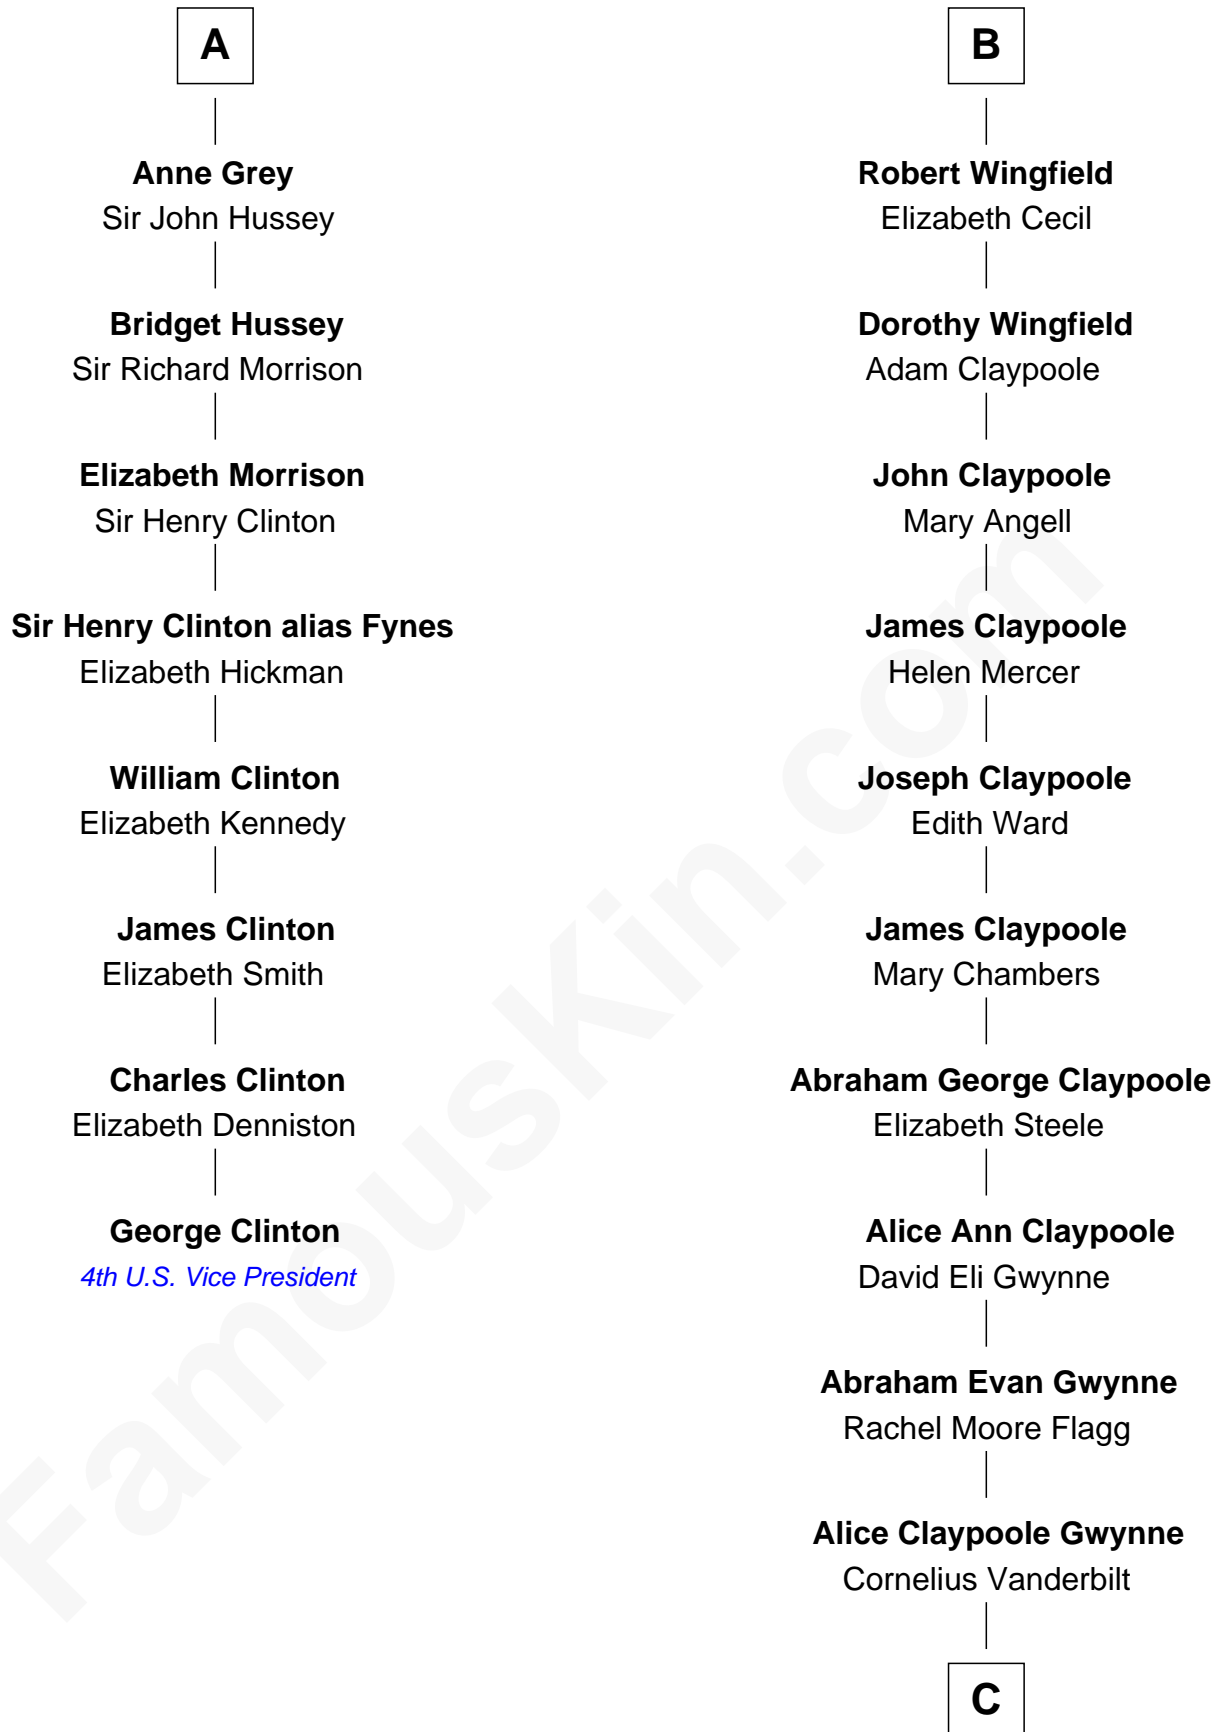 A
Anne Grey
Sir John Hussey
Bridget Hussey
Sir Richard Morrison
Elizabeth Morrison
Sir Henry Clinton
Sir Henry Clinton alias Fynes
Elizabeth Hickman
William Clinton
Elizabeth Kennedy
James Clinton
Elizabeth Smith
Charles Clinton
Elizabeth Denniston
George Clinton
4th U.S. Vice President
B
Robert Wingfield
Elizabeth Cecil
Dorothy Wingfield
Adam Claypoole
John Claypoole
Mary Angell
James Claypoole
Helen Mercer
Joseph Claypoole
Edith Ward
James Claypoole
Mary Chambers
Abraham George Claypoole
Elizabeth Steele
Alice Ann Claypoole
David Eli Gwynne
Abraham Evan Gwynne
Rachel Moore Flagg
Alice Claypoole Gwynne
Cornelius Vanderbilt
C
FamousKin.com